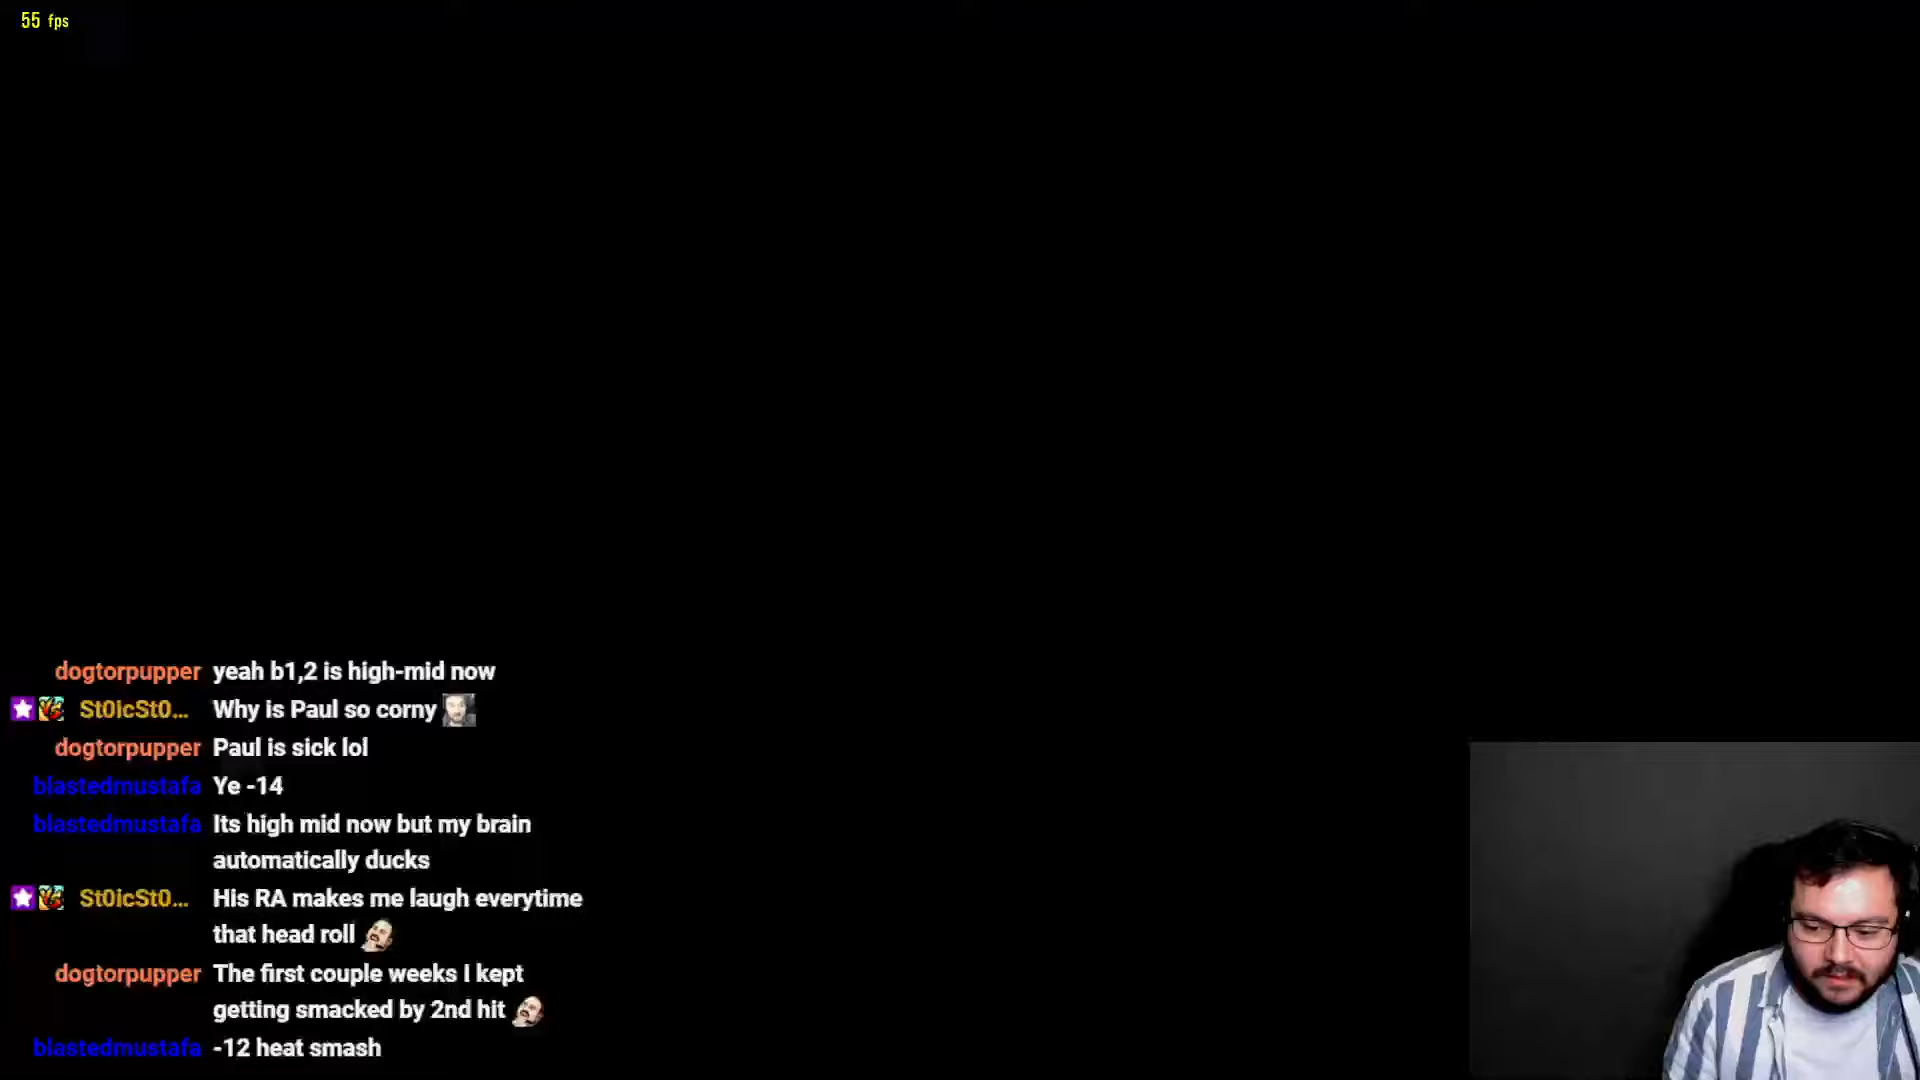 55 fps
dogtorpupper yeah b1,2 is high-mid now
St0icSt0... Why is Paul so corny
dogtorpupper Paul is sick lol
blastedmustafa Ye -14
blastedmustafa Its high mid now but my brain
automatically ducks
St0icSt0... His RA makes me laugh everytime
that head roll
dogtorpupper The first couple weeks I kept
getting smacked by 2nd hit
blastedmustafa -12 heat smash